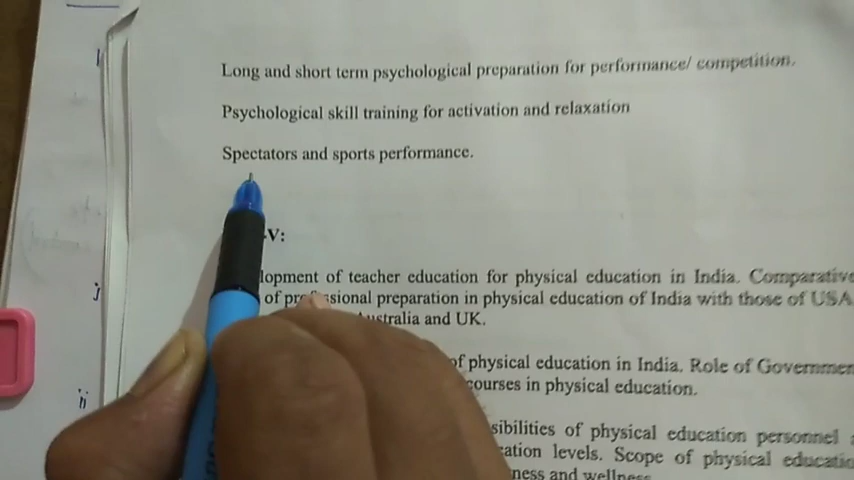 Long and short term psychological preparation for performance/ competition.
Psychological skill training for activation and relaxation
Spectators and sports performance.
V:
lopment of teacher education for physical education in India. Comparative
of professional preparation in physical education of India with those of USA
Australia and UK.
of physical education in India. Role of Governmen
courses in physical education.
sibilities of physical education personnel a
ation levels. Scope of physical educatio
ness and wellness